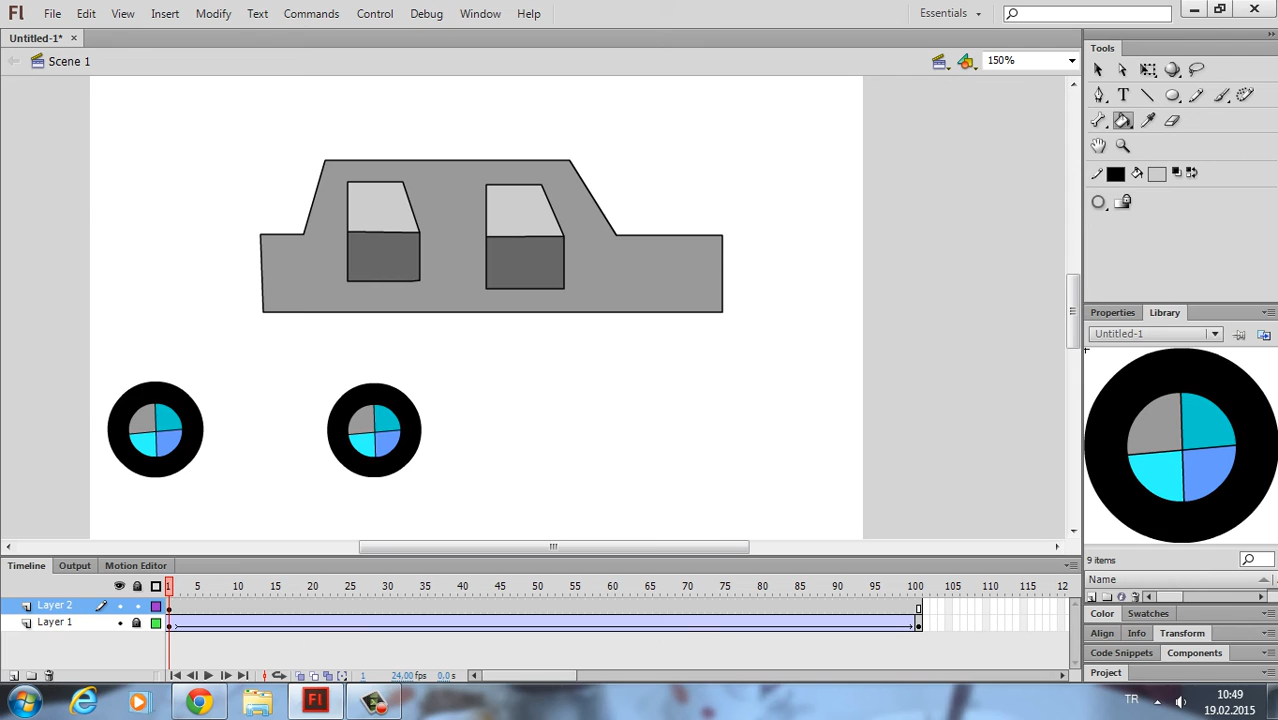 Fl File Edit View Insert Modify Text Commands Control Debug Window Help Essentials
Untitled-1* Tools
Scene 1 150%
T
Properties Library
Untitled-1
9 items
Timeline Output Motion Editor
Name
1 5 10 15 20 25 30 35 40 45 50 55 60 65 70 75 80 85 90 95 100 105 110 115 12
Layer 2
Color Swatches
Layer 1
Align Info Transform
Code Snippets Components
1 24,00 fps 0,0 s
Project
Fl TR 10:49
19.02.2015